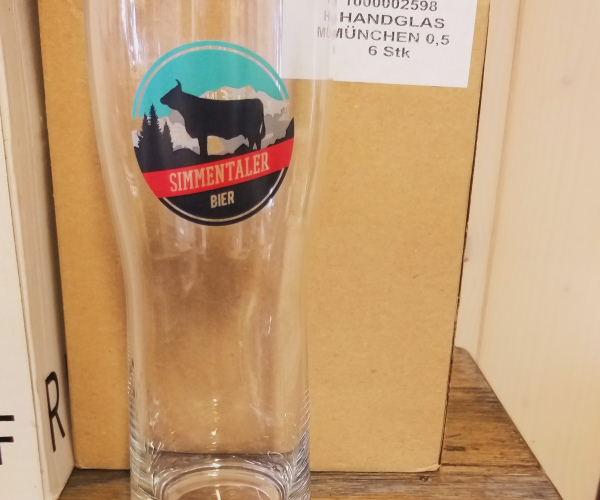 1000002598
HANDGLAS
MÜNCHEN 0,5
6 Stk
SIMMENTALER
BIER
R